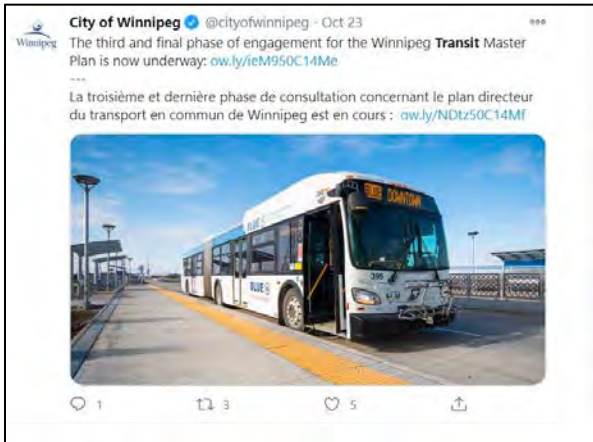 City of Winnipeg @cityofwinnipeg · Oct 23
Winnipeg
The third and final phase of engagement for the Winnipeg Transit Master
Plan is now underway: ow.ly/ieM950C14Me
---
La troisième et dernière phase de consultation concernant le plan directeur
du transport en commun de Winnipeg est en cours : ow.ly/NDtz50C14Mf
BLUE DOWNTOWN
BLUE
396
BLUE
1
3
5